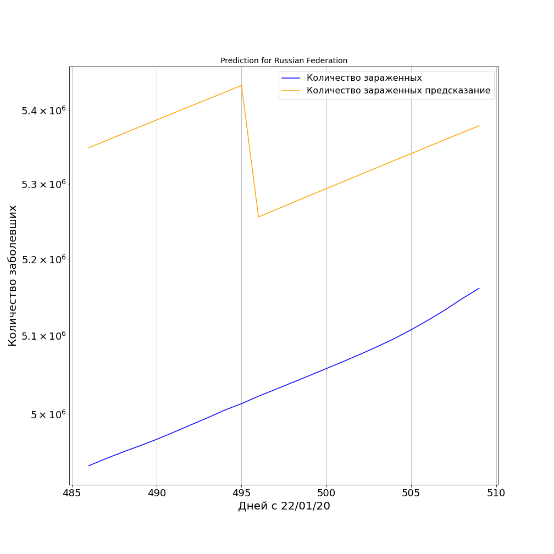 Prediction for Russian Federation
Количество зараженных
Количество зараженных предсказание
5.4 × 10⁶
5.3 × 10⁶
5.2 × 10⁶
5.1 × 10⁶
5 × 10⁶
Количество заболевших
485 490 495 500 505 510
Дней с 22/01/20